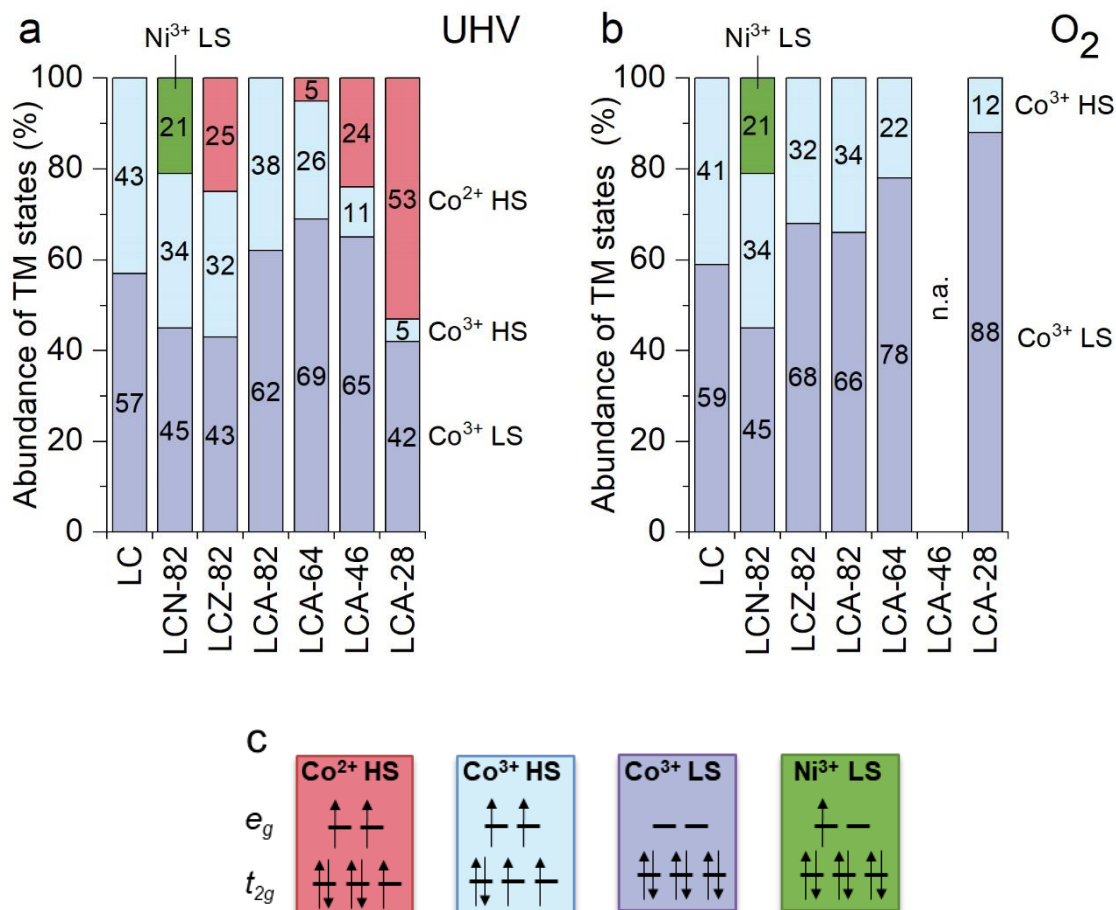 a
UHV
Ni³⁺ LS
Abundance of TM states (%)
100
80
60
40
20
0
43
57
21
34
45
25
32
43
38
62
5
26
69
24
11
65
53
5
42
Co²⁺ HS
Co³⁺ HS
Co³⁺ LS
LC
LCN-82
LCZ-82
LCA-82
LCA-64
LCA-46
LCA-28
b
O₂
Ni³⁺ LS
Abundance of TM states (%)
100
80
60
40
20
0
41
59
21
34
45
32
68
34
66
22
78
n.a.
12
88
Co³⁺ HS
Co³⁺ LS
LC
LCN-82
LCZ-82
LCA-82
LCA-64
LCA-46
LCA-28
c
Co²⁺ HS
Co³⁺ HS
Co³⁺ LS
Ni³⁺ LS
e_g
t_2g